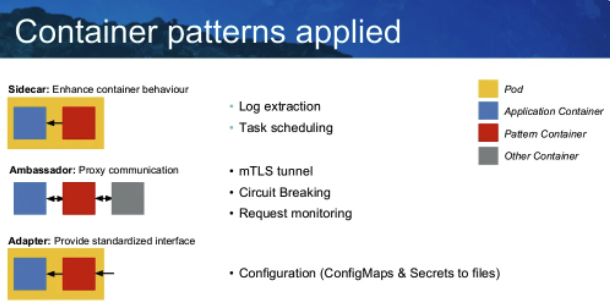 Container patterns applied
Sidecar: Enhance container behaviour
• Log extraction
• Task scheduling
Ambassador: Proxy communication
• mTLS tunnel
• Circuit Breaking
• Request monitoring
Adapter: Provide standardized interface
• Configuration (ConfigMaps & Secrets to files)
Pod
Application Container
Pattern Container
Other Container